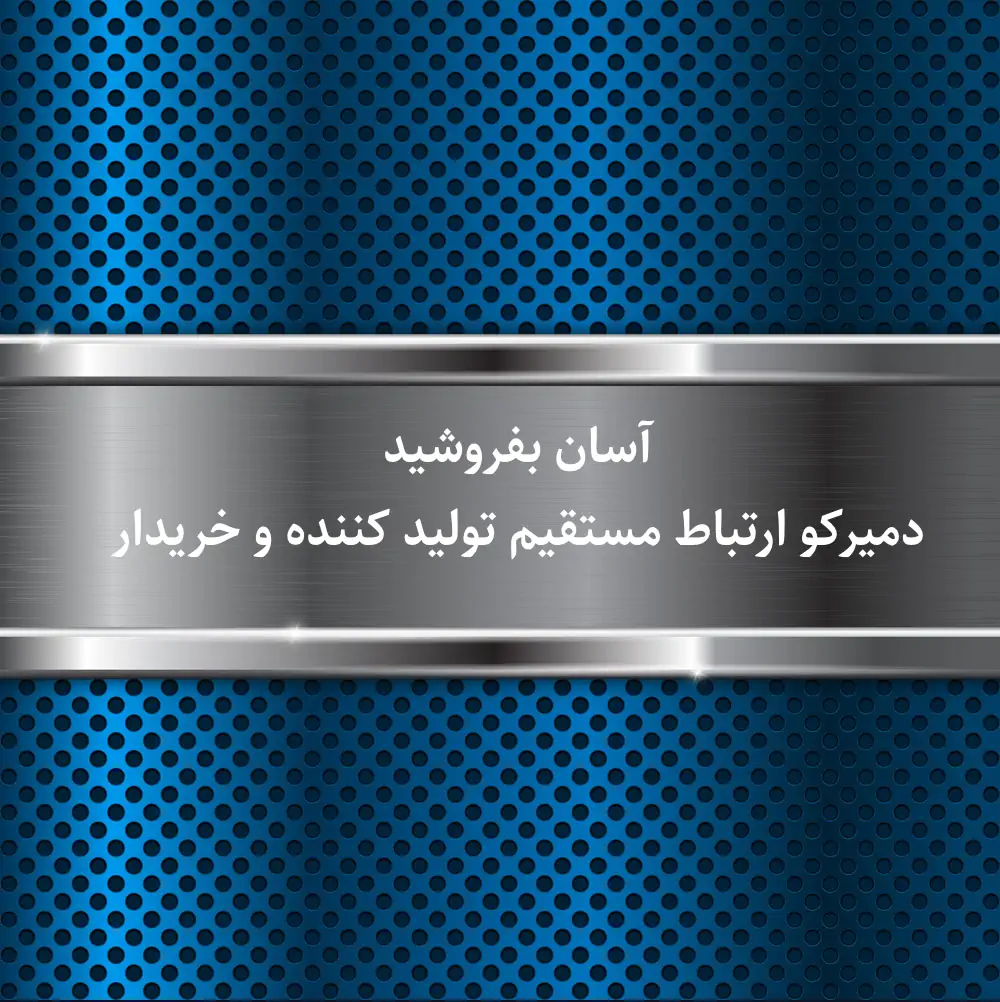 آسان بفروشید
دمیرکو ارتباط مستقیم تولید کننده و خریدار